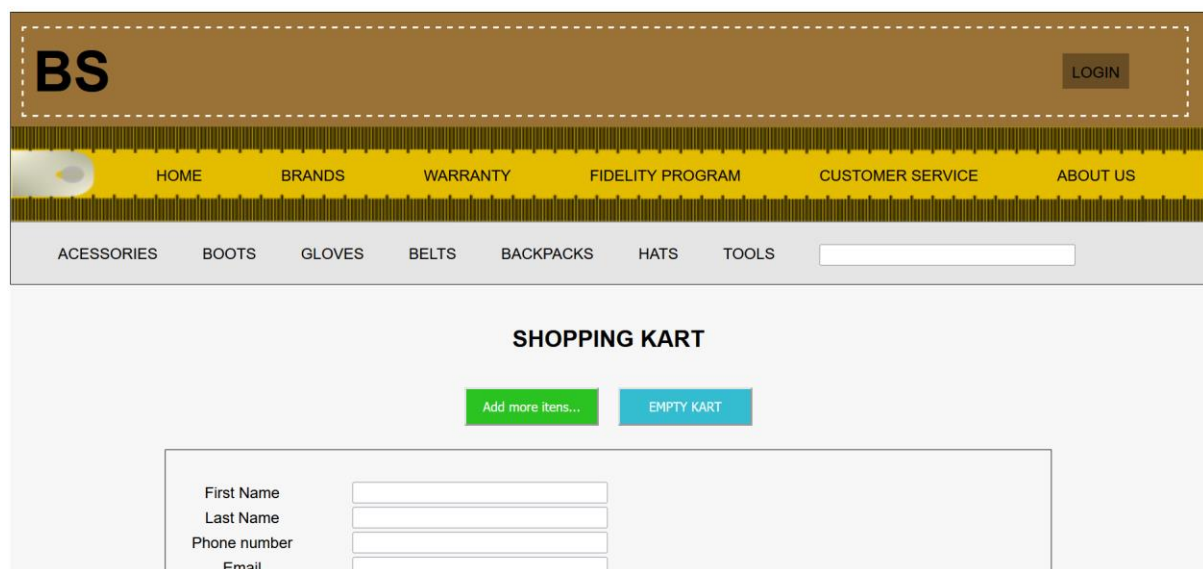 BS
LOGIN
HOME BRANDS WARRANTY FIDELITY PROGRAM CUSTOMER SERVICE ABOUT US
ACESSORIES BOOTS GLOVES BELTS BACKPACKS HATS TOOLS
SHOPPING KART
Add more itens... EMPTY KART
First Name
Last Name
Phone number
Email